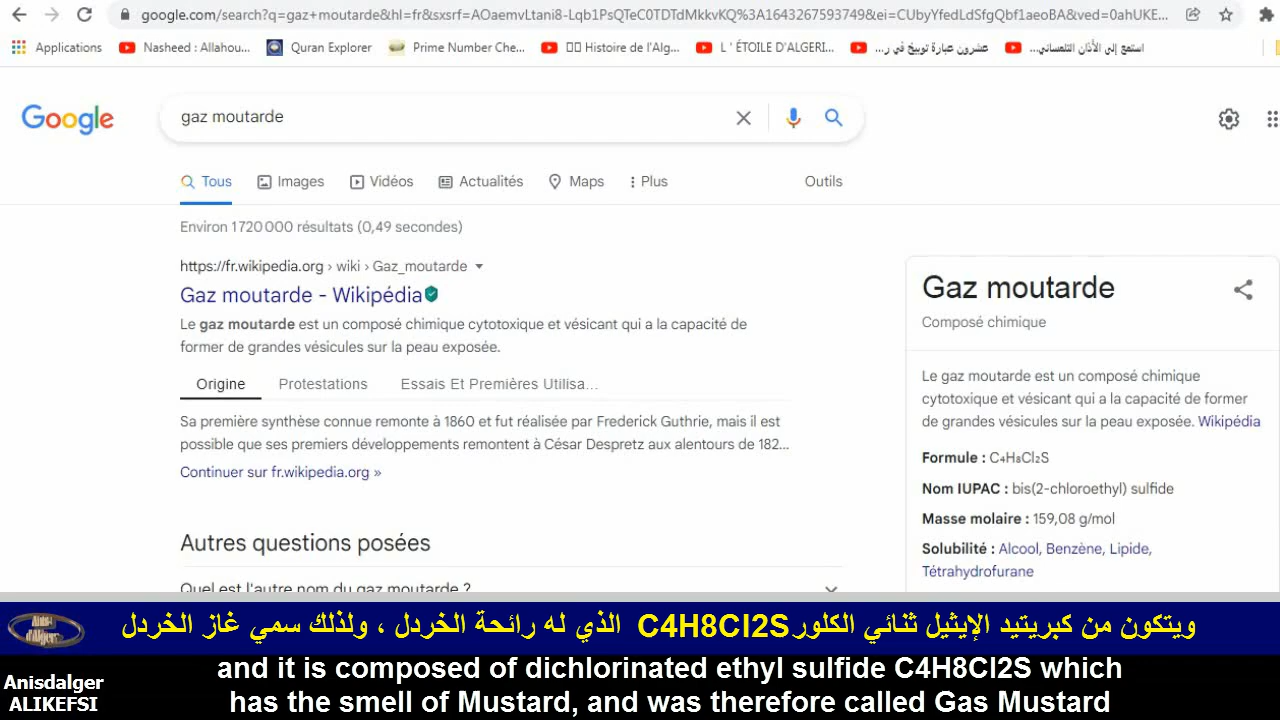 google.com/search?q=gaz+moutarde&hl=fr&sxsrf=AOaemvLtani8-Lqb1PsQTeC0TDTdMkkvKQ%3A1643267593749&ei=CUbyYfedLdSfgQbf1aeoBA&ved=0ahUKE...
Applications Nasheed : Allahou... Quran Explorer Prime Number Che... Histoire de l'Alg... L ' ÉTOILE D'ALGERI... عشرون عبارة توبيخ في ر... استمع إلى الأذان التلمساني...
Google
gaz moutarde
Tous Images Vidéos Actualités Maps Plus Outils
Environ 1 720 000 résultats (0,49 secondes)
https://fr.wikipedia.org › wiki › Gaz_moutarde
Gaz moutarde - Wikipédia
Le gaz moutarde est un composé chimique cytotoxique et vésicant qui a la capacité de
former de grandes vésicules sur la peau exposée.
Origine Protestations Essais Et Premières Utilisa...
Sa première synthèse connue remonte à 1860 et fut réalisée par Frederick Guthrie, mais il est
possible que ses premiers développements remontent à César Despretz aux alentours de 182...
Continuer sur fr.wikipedia.org »
Autres questions posées
Quel est l'autre nom du gaz moutarde ?
Gaz moutarde
Composé chimique
Le gaz moutarde est un composé chimique
cytotoxique et vésicant qui a la capacité de former
de grandes vésicules sur la peau exposée. Wikipédia
Formule : C₄H₈Cl₂S
Nom IUPAC : bis(2-chloroethyl) sulfide
Masse molaire : 159,08 g/mol
Solubilité : Alcool, Benzène, Lipide,
Tétrahydrofurane
ويتكون من كبريتيد الإيثيل ثنائي الكلور C4H8Cl2S الذي له رائحة الخردل ، ولذلك سمي غاز الخردل
Anisdalger
ALIKEFSI
and it is composed of dichlorinated ethyl sulfide C4H8Cl2S which
has the smell of Mustard, and was therefore called Gas Mustard